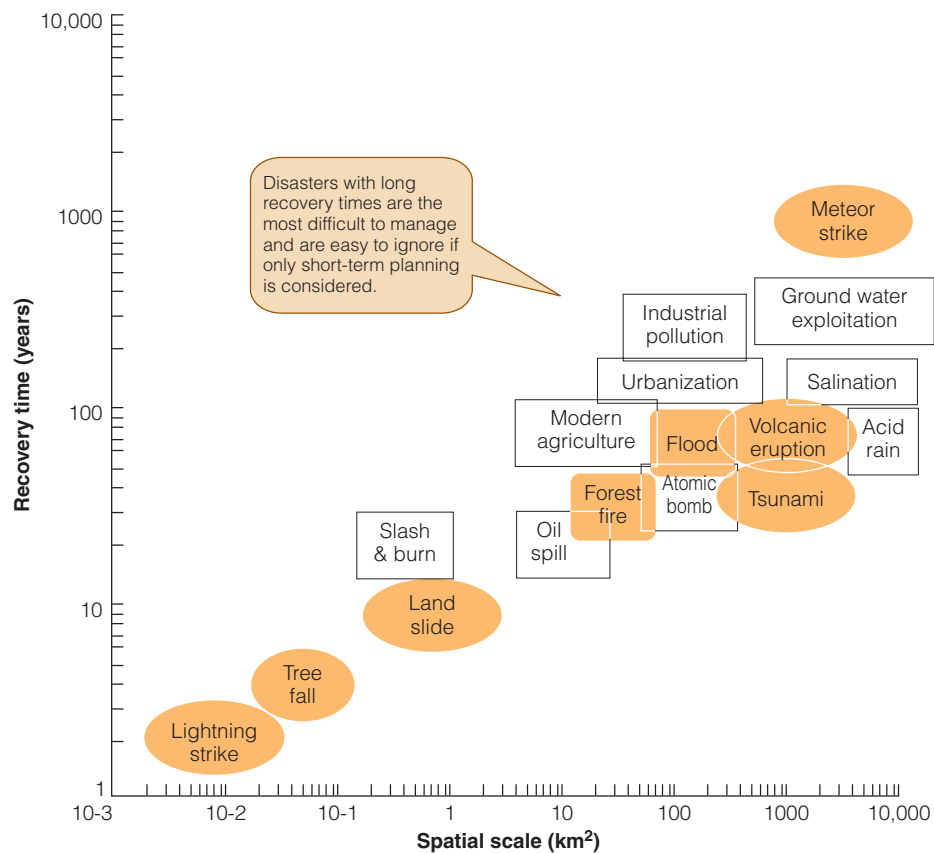 10,000
1000
100
10
1
Recovery time (years)
Disasters with long
recovery times are the
most difficult to manage
and are easy to ignore if
only short-term planning
is considered.
Meteor
strike
Ground water
exploitation
Industrial
pollution
Urbanization
Salination
Modern
agriculture
Flood
Volcanic
eruption
Acid
rain
Forest
fire
Atomic
bomb
Tsunami
Slash
& burn
Oil
spill
Land
slide
Tree
fall
Lightning
strike
10-3
10-2
10-1
1
10
100
1000
10,000
Spatial scale (km²)